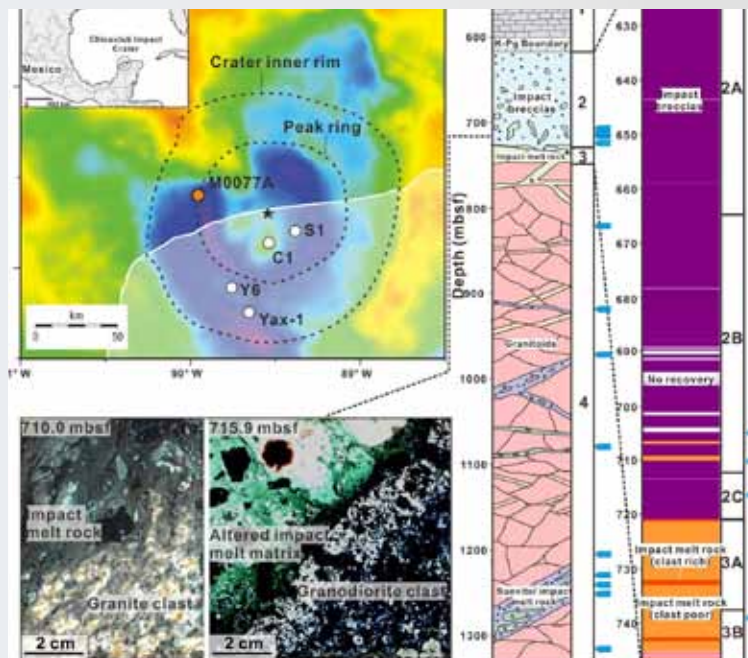 Chicxulub Impact
Crater
Mexico
Crater inner rim
Peak ring
M0077A
S1
C1
Y6
Yax-1
km
0
50
90°W
89°W
710.0 mbsf
Impact
melt rock
Granite clast
2 cm
715.9 mbsf
Altered impact
melt matrix
Granodiorite clast
2 cm
Depth (mbsf)
600
700
800
900
1000
1100
1200
1300
K-Pg Boundary
Impact
breccias
Impact melt rock
Granitoids
Suevite/ impact
melt rock
1
2
3
4
630
640
650
660
670
680
690
700
710
720
730
740
Impact
breccias
No recovery
Impact melt rock
(clast rich)
Impact melt rock
(clast poor)
2A
2B
2C
3A
3B